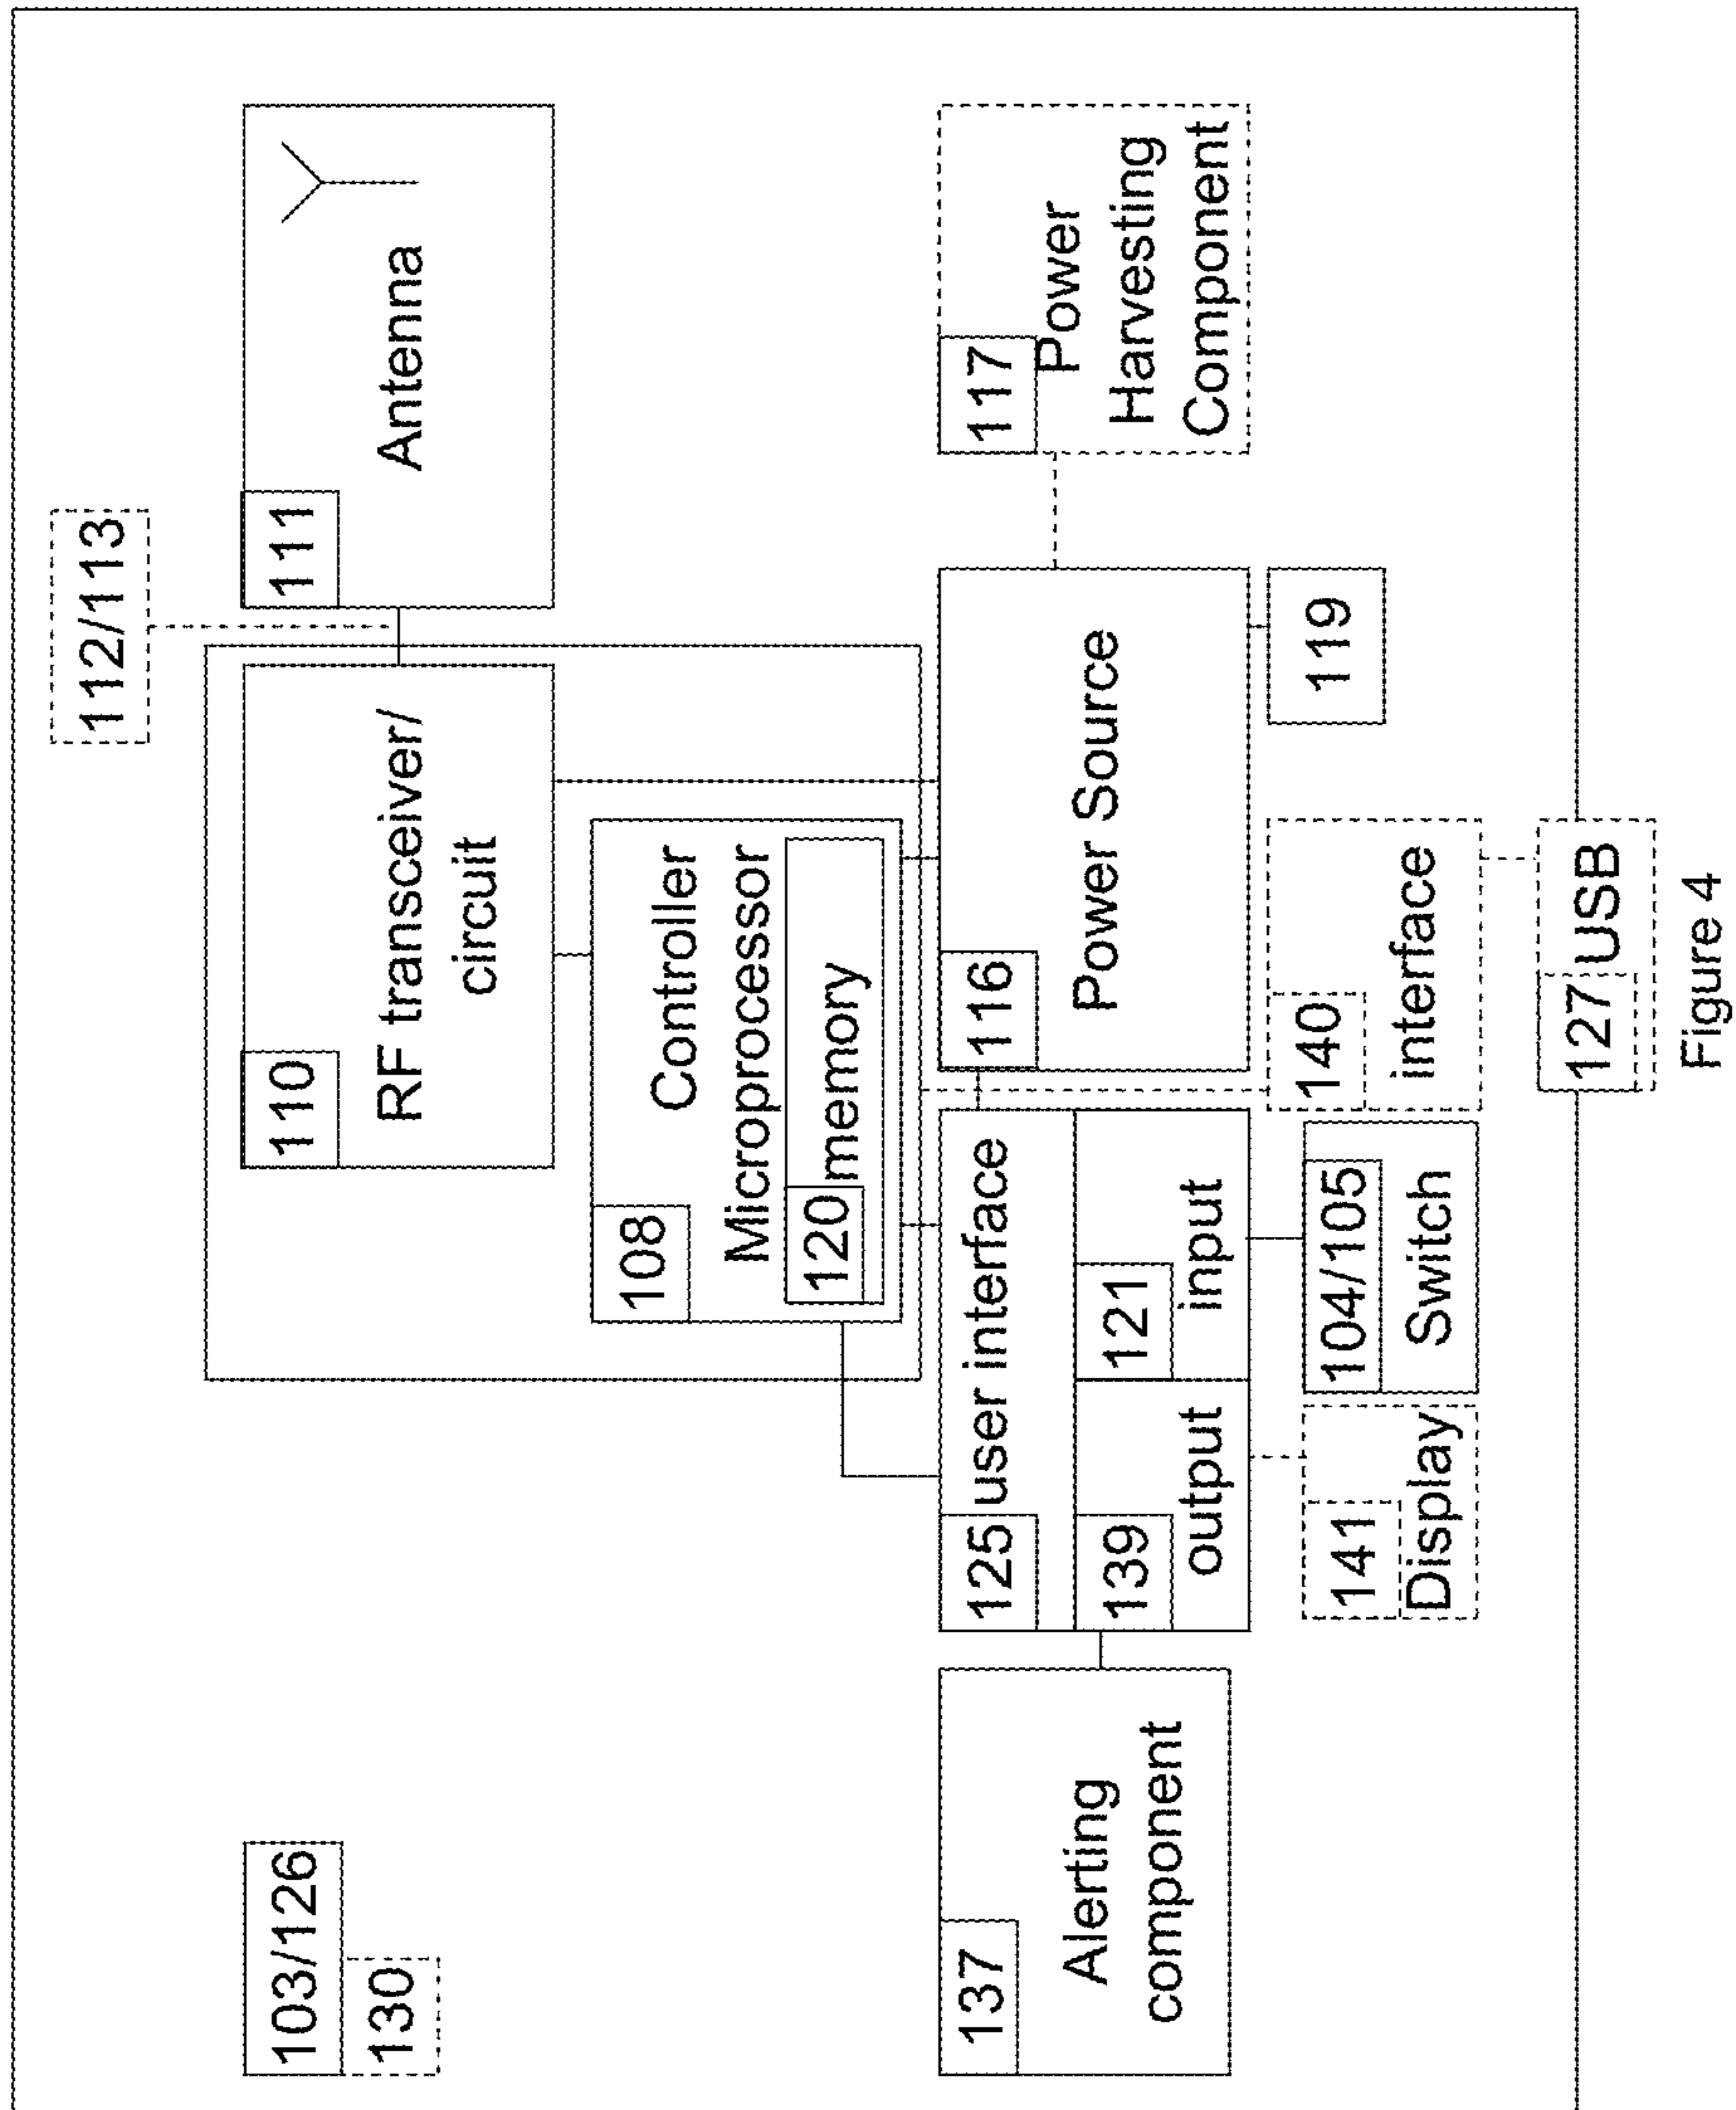 103/126
130
112/113
110
RF transceiver/
circuit
111
Antenna
108
Controller
Microprocessor
120 memory
137
Alerting
component
125 user interface
139
output
121
input
116
Power Source
117
Power
Harvesting
Component
141
Display
104/105
Switch
140
interface
119
127 USB
Figure 4